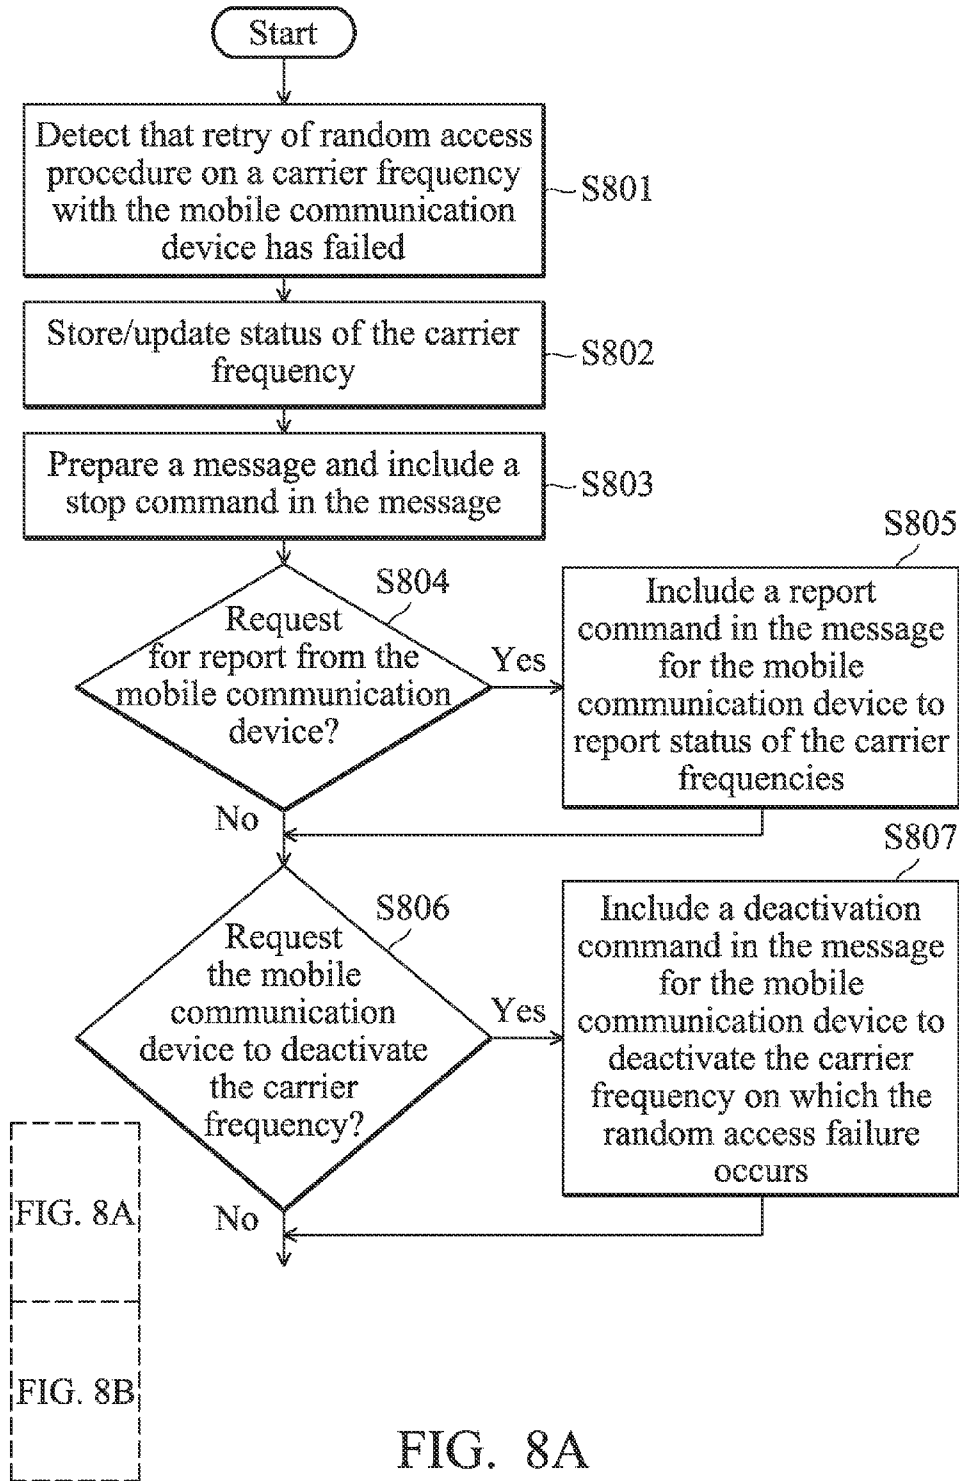 Start
Detect that retry of random access
procedure on a carrier frequency
with the mobile communication
device has failed
S801
Store/update status of the carrier
frequency
S802
Prepare a message and include a
stop command in the message
S803
S804
Request
for report from the
mobile communication
device?
Yes
No
S805
Include a report
command in the message
for the mobile
communication device to
report status of the carrier
frequencies
S806
Request
the mobile
communication
device to deactivate
the carrier
frequency?
Yes
No
S807
Include a deactivation
command in the message
for the mobile
communication device to
deactivate the carrier
frequency on which the
random access failure
occurs
FIG. 8A
FIG. 8B
FIG. 8A